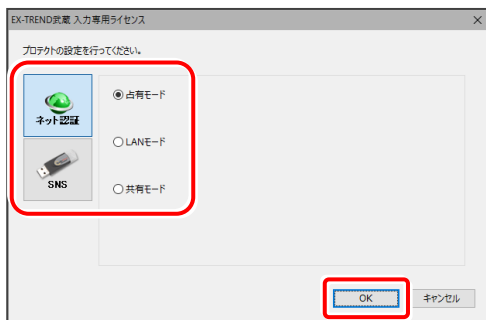 EX-TREND武蔵 入力専用ライセンス
プロテクトの設定を行ってください。
ネット認証
SNS
占有モード
LANモード
共有モード
OK
キャンセル